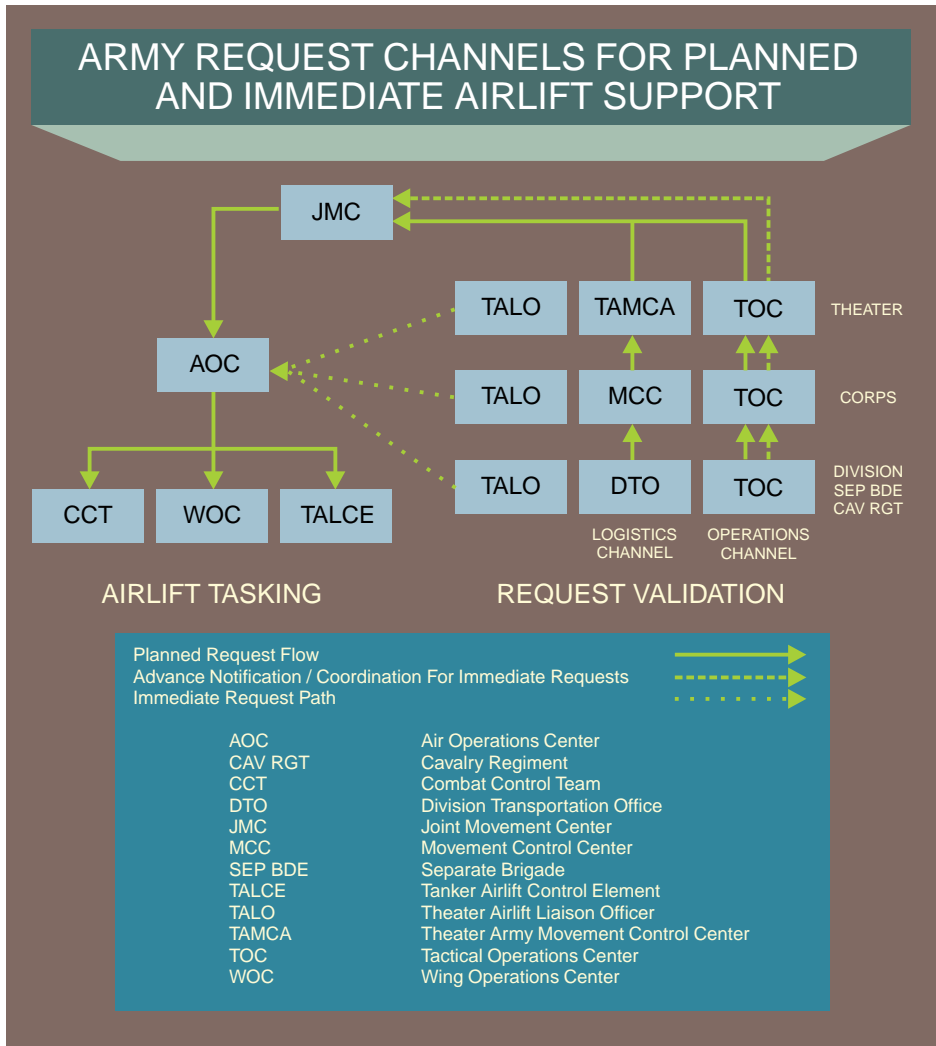 ARMY REQUEST CHANNELS FOR PLANNED
AND IMMEDIATE AIRLIFT SUPPORT
JMC
TALO
TAMCA
TOC
THEATER
AOC
TALO
MCC
TOC
CORPS
CCT
WOC
TALCE
TALO
DTO
TOC
DIVISION
SEP BDE
CAV RGT
LOGISTICS
CHANNEL
OPERATIONS
CHANNEL
AIRLIFT TASKING
REQUEST VALIDATION
Planned Request Flow
Advance Notification / Coordination For Immediate Requests
Immediate Request Path
AOC Air Operations Center
CAV RGT Cavalry Regiment
CCT Combat Control Team
DTO Division Transportation Office
JMC Joint Movement Center
MCC Movement Control Center
SEP BDE Separate Brigade
TALCE Tanker Airlift Control Element
TALO Theater Airlift Liaison Officer
TAMCA Theater Army Movement Control Center
TOC Tactical Operations Center
WOC Wing Operations Center